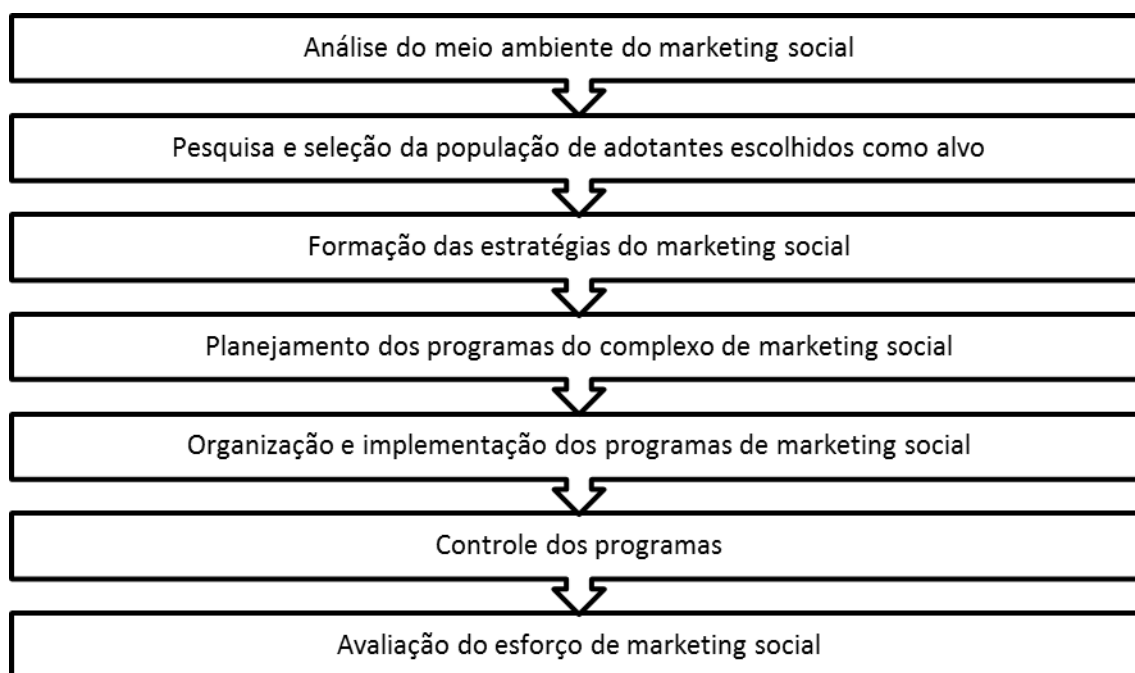 Análise do meio ambiente do marketing social
Pesquisa e seleção da população de adotantes escolhidos como alvo
Formação das estratégias do marketing social
Planejamento dos programas do complexo de marketing social
Organização e implementação dos programas de marketing social
Controle dos programas
Avaliação do esforço de marketing social